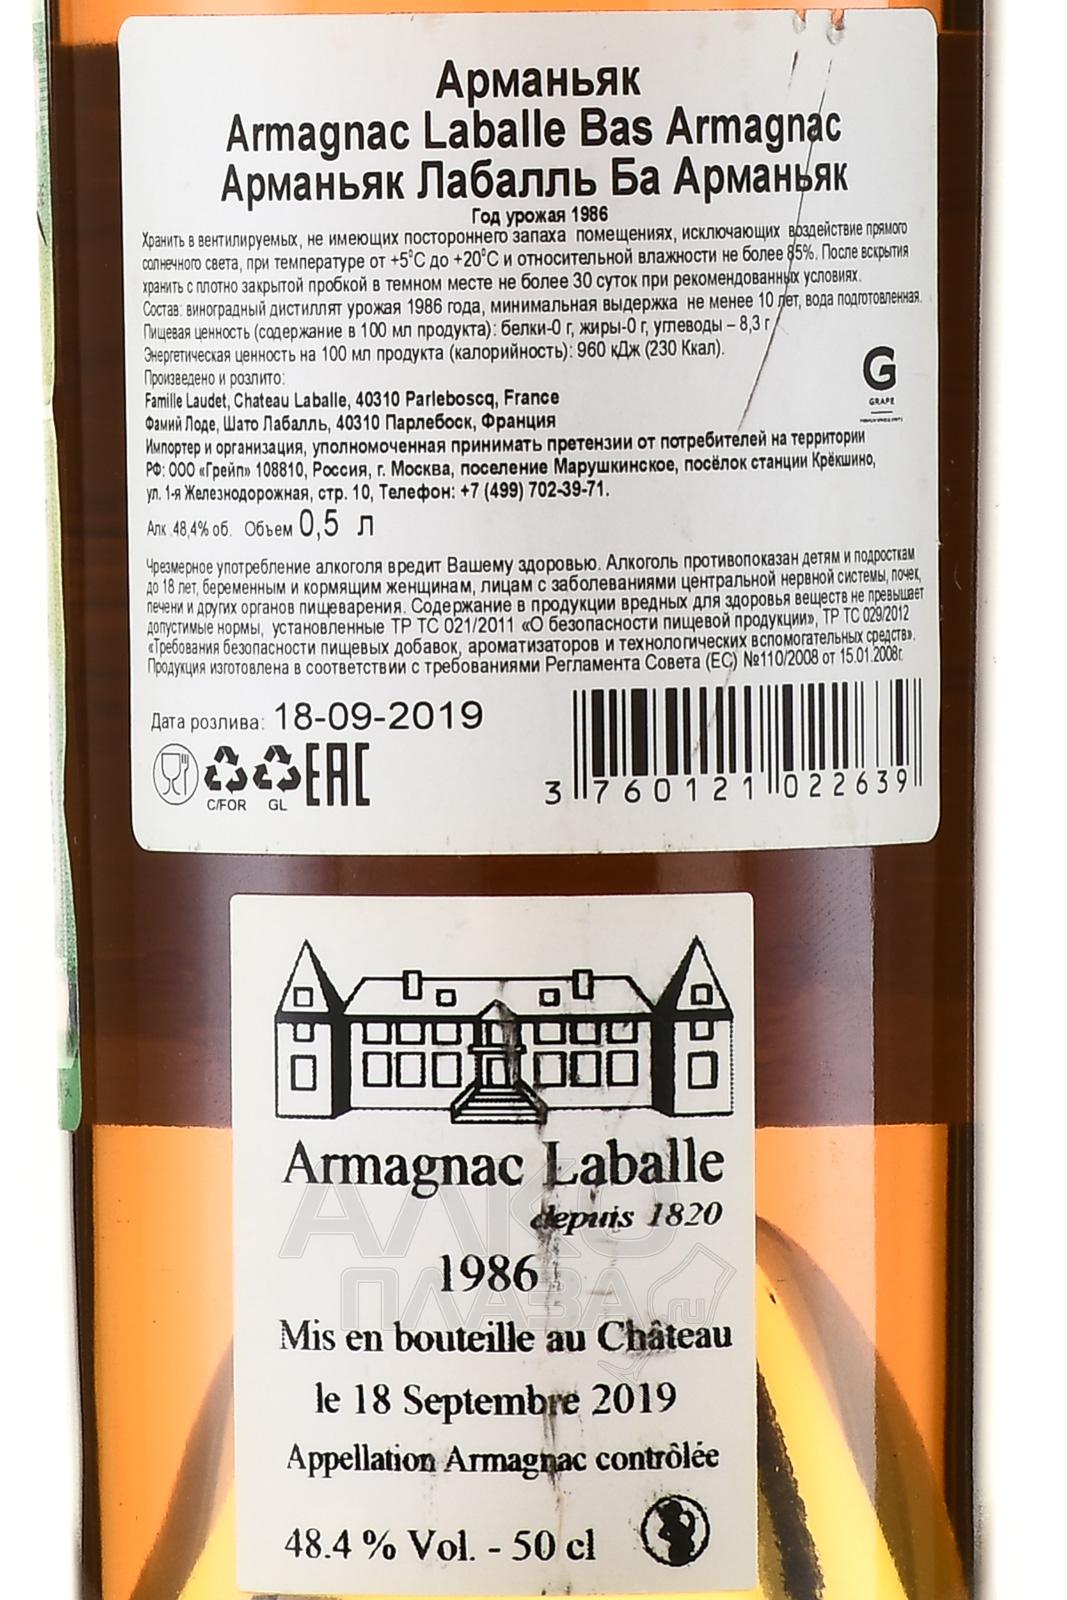 Арманьяк
Armagnac Laballe Bas Armagnac
Арманьяк Лабалль Ба Арманьяк
Год урожая 1986
Хранить в вентилируемых, не имеющих постороннего запаха помещениях, исключающих воздействие прямого
солнечного света, при температуре от +5°С до +20°С и относительной влажности не более 85%. После вскрытия
хранить с плотно закрытой пробкой в темном месте не более 30 суток при рекомендованных условиях.
Состав: виноградный дистиллят урожая 1986 года, минимальная выдержка не менее 10 лет, вода подготовленная.
Пищевая ценность (содержание в 100 мл продукта): белки-0 г, жиры-0 г, углеводы – 8,3 г
Энергетическая ценность на 100 мл продукта (калорийность): 960 кДж (230 Ккал).
Произведено и розлито:
Famille Laudet, Chateau Laballe, 40310 Parleboscq, France
Фамий Лоде, Шато Лабалль, 40310 Парлебоск, Франция
G
GRAPE
Импортер и организация, уполномоченная принимать претензии от потребителей на территории
РФ: ООО «Грейп» 108810, Россия, г. Москва, поселение Марушкинское, посёлок станции Крёкшино,
ул. 1-я Железнодорожная, стр. 10, Телефон: +7 (499) 702-39-71.
Алк. 48,4% об. Объем 0,5 л
Чрезмерное употребление алкоголя вредит Вашему здоровью. Алкоголь противопоказан детям и подросткам
до 18 лет, беременным и кормящим женщинам, лицам с заболеваниями центральной нервной системы, почек,
печени и других органов пищеварения. Содержание в продукции вредных для здоровья веществ не превышает
допустимые нормы, установленные ТР ТС 021/2011 «О безопасности пищевой продукции», ТР ТС 029/2012
«Требования безопасности пищевых добавок, ароматизаторов и технологических вспомогательных средств».
Продукция изготовлена в соответствии с требованиями Регламента Совета (ЕС) №110/2008 от 15.01.2008г.
Дата розлива: 18-09-2019
C/FOR GL EAC
3 760121 022639
Armagnac Laballe
depuis 1820
1986
Mis en bouteille au Château
le 18 Septembre 2019
Appellation Armagnac contrôlée
48.4 % Vol. - 50 cl
АЛКО
ПЛАЗА.ru